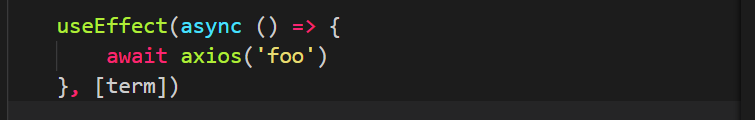 useEffect(async () => {
    await axios('foo')
}, [term])